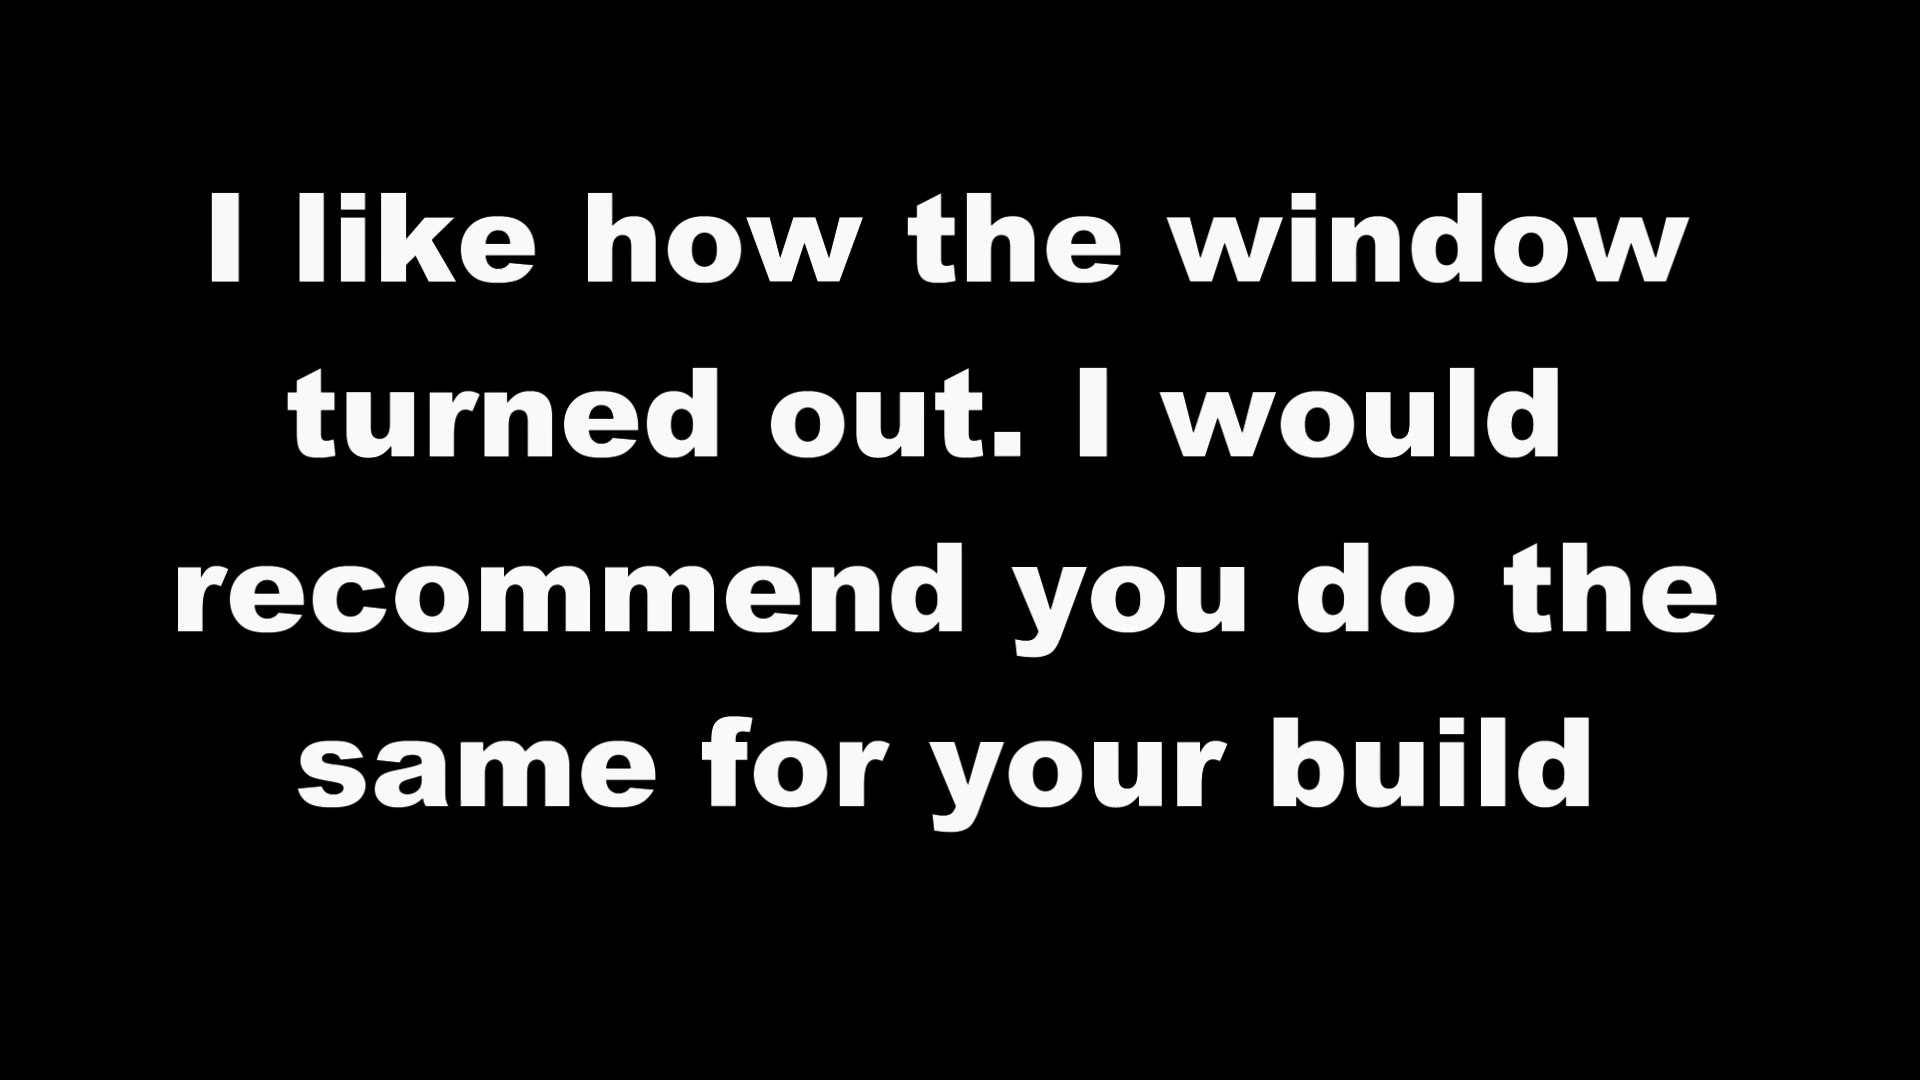 I like how the window
turned out. I would
recommend you do the
same for your build